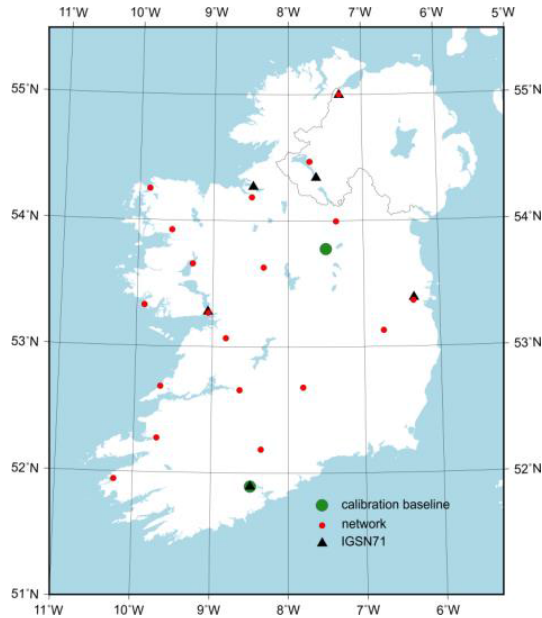 11°W 10°W 9°W 8°W 7°W 6°W 5°W
55°N 55°N
54°N 54°N
53°N 53°N
52°N 52°N
calibration baseline
network
IGSN71
51°N 51°N
11°W 10°W 9°W 8°W 7°W 6°W